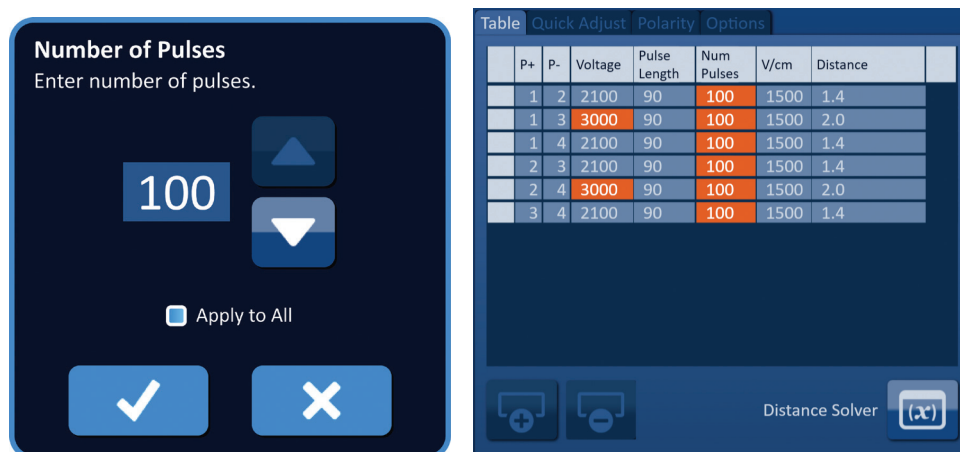 Number of Pulses
Enter number of pulses.
100
Apply to All
Table Quick Adjust Polarity Options
P+ P- Voltage Pulse Length Num Pulses V/cm Distance
1 2 2100 90 100 1500 1.4
1 3 3000 90 100 1500 2.0
1 4 2100 90 100 1500 1.4
2 3 2100 90 100 1500 1.4
2 4 3000 90 100 1500 2.0
3 4 2100 90 100 1500 1.4
Distance Solver (x)